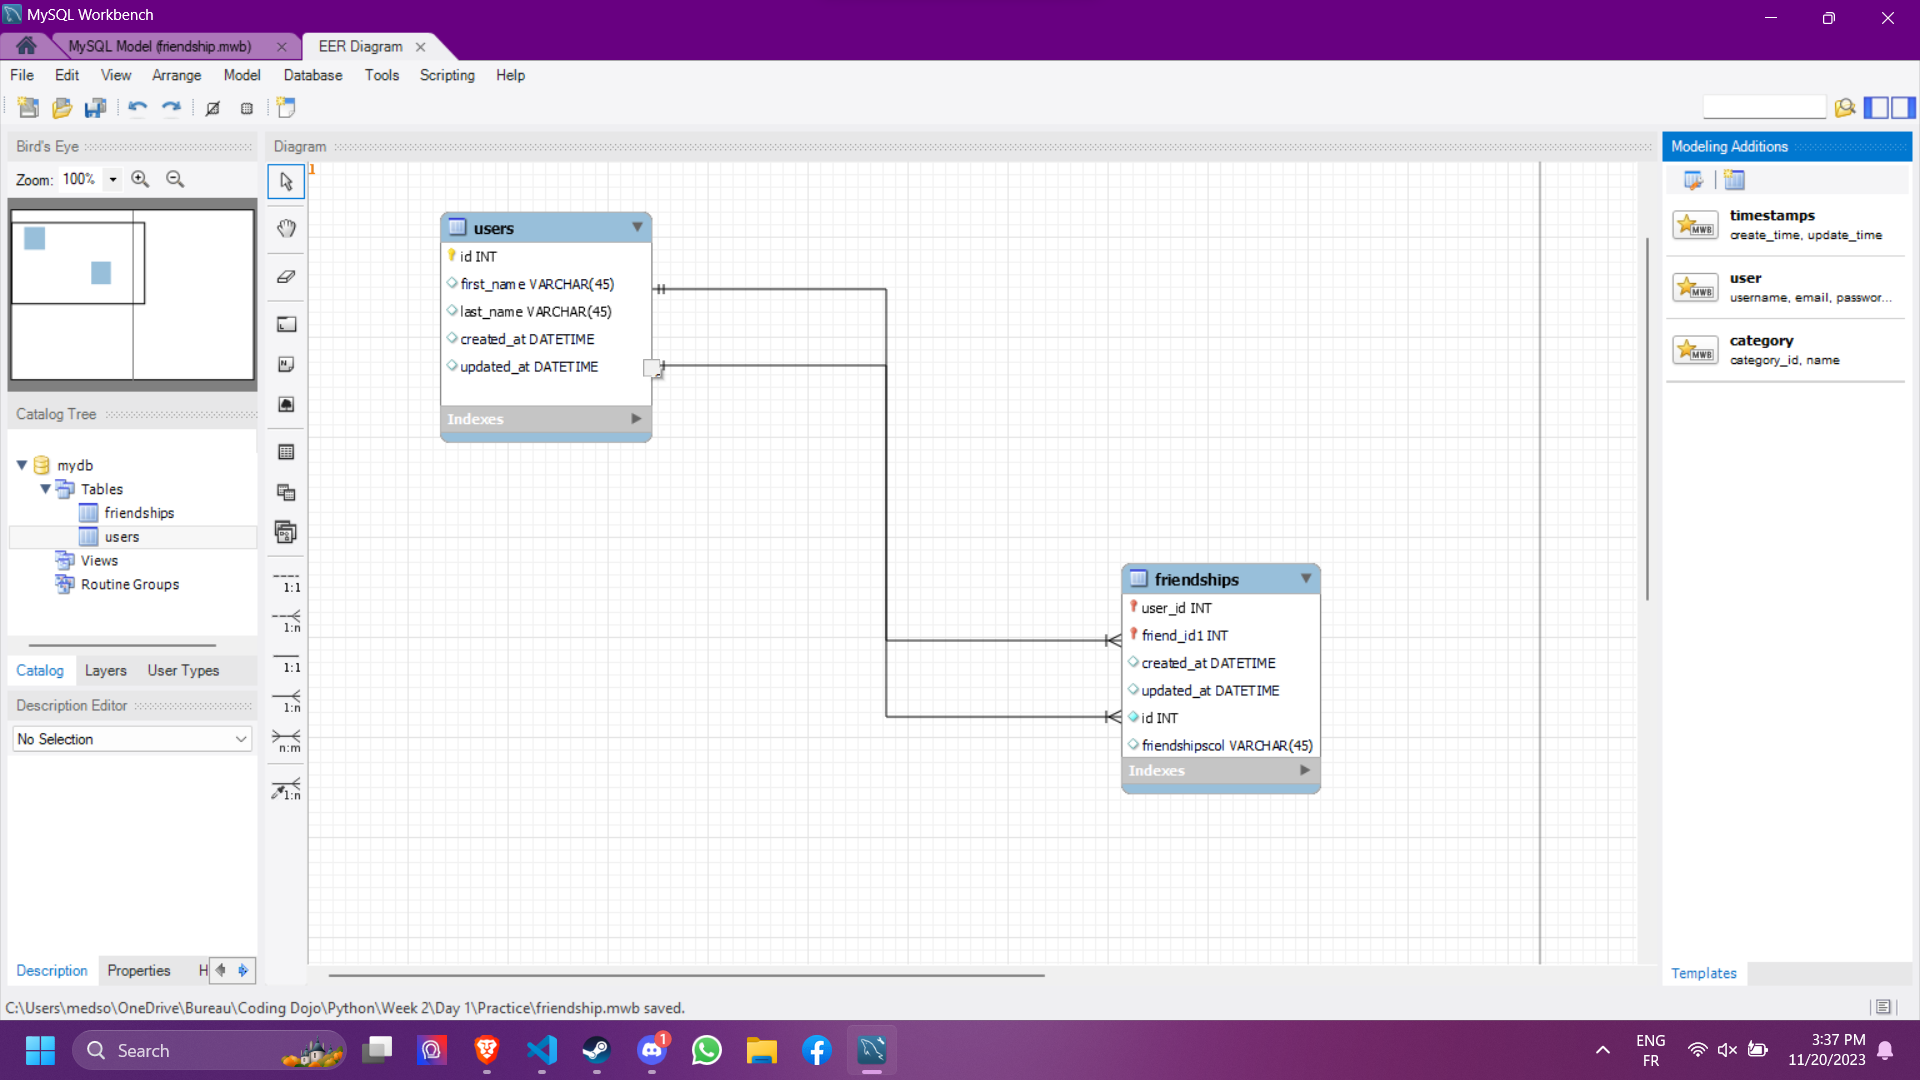 MySQL Workbench
MySQL Model (friendship.mwb)
EER Diagram
File Edit View Arrange Model Database Tools Scripting Help
Bird's Eye
Zoom: 100%
Diagram
1
users
id INT
first_name VARCHAR(45)
last_name VARCHAR(45)
created_at DATETIME
updated_at DATETIME
Indexes
friendships
user_id INT
friend_id1 INT
created_at DATETIME
updated_at DATETIME
id INT
friendshipscol VARCHAR(45)
Indexes
Modeling Additions
MWB
timestamps
create_time, update_time
MWB
user
username, email, passwor...
MWB
category
category_id, name
Templates
Catalog Tree
mydb
Tables
friendships
users
Views
Routine Groups
Catalog Layers User Types
Description Editor
No Selection
Description Properties H
1:1
1:n
1:1
1:n
n:m
1:n
C:\Users\medso\OneDrive\Bureau\Coding Dojo\Python\Week 2\Day 1\Practice\friendship.mwb saved.
Search
1
ENG
FR
3:37 PM
11/20/2023